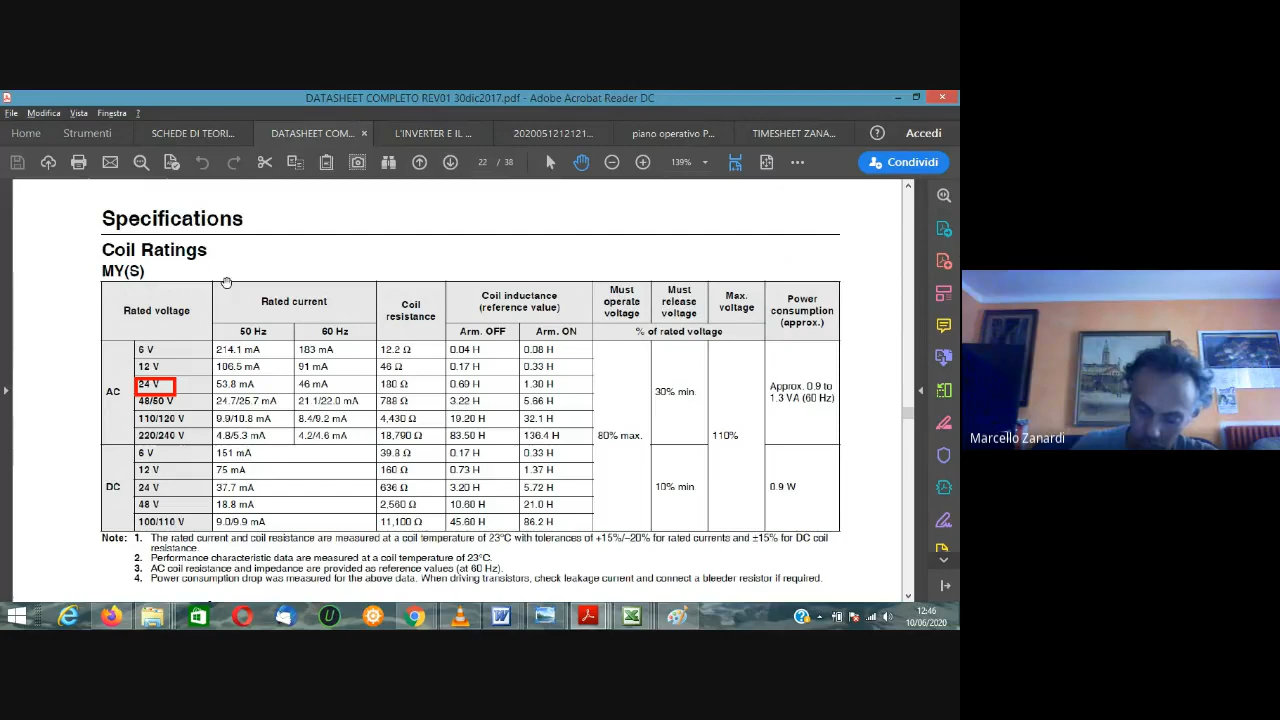 DATASHEET COMPLETO REV01 30dic2017.pdf - Adobe Acrobat Reader DC
File Modifica Vista Finestra ?
Home Strumenti SCHEDE DI TEORI... DATASHEET COM... × L'INVERTER E IL ... 2020051212121... piano operativo P... TIMESHEET ZANA... Accedi
22 / 38 139% Condividi
Specifications
Coil Ratings
MY(S)
Rated voltage Rated current Coil resistance Coil inductance (reference value) Must operate voltage Must release voltage Max. voltage Power consumption (approx.)
50 Hz 60 Hz Arm. OFF Arm. ON % of rated voltage
AC 6 V 214.1 mA 183 mA 12.2 Ω 0.04 H 0.08 H
12 V 106.5 mA 91 mA 46 Ω 0.17 H 0.33 H
24 V 53.8 mA 46 mA 180 Ω 0.69 H 1.30 H
48/50 V 24.7/25.7 mA 21.1/22.0 mA 788 Ω 3.22 H 5.66 H
110/120 V 9.9/10.8 mA 8.4/9.2 mA 4,430 Ω 19.20 H 32.1 H
220/240 V 4.8/5.3 mA 4.2/4.6 mA 18,790 Ω 83.50 H 136.4 H
30% min. Approx. 0.9 to 1.3 VA (60 Hz)
80% max. 110%
DC 6 V 151 mA 39.8 Ω 0.17 H 0.33 H
12 V 75 mA 160 Ω 0.73 H 1.37 H
24 V 37.7 mA 636 Ω 3.20 H 5.72 H
48 V 18.8 mA 2,560 Ω 10.60 H 21.0 H
100/110 V 9.0/9.9 mA 11,100 Ω 45.60 H 86.2 H
10% min. 0.9 W
Note: 1. The rated current and coil resistance are measured at a coil temperature of 23°C with tolerances of +15%/−20% for rated currents and ±15% for DC coil
resistance.
2. Performance characteristic data are measured at a coil temperature of 23°C.
3. AC coil resistance and impedance are provided as reference values (at 60 Hz).
4. Power consumption drop was measured for the above data. When driving transistors, check leakage current and connect a bleeder resistor if required.
Marcello Zanardi
12:46
10/06/2020